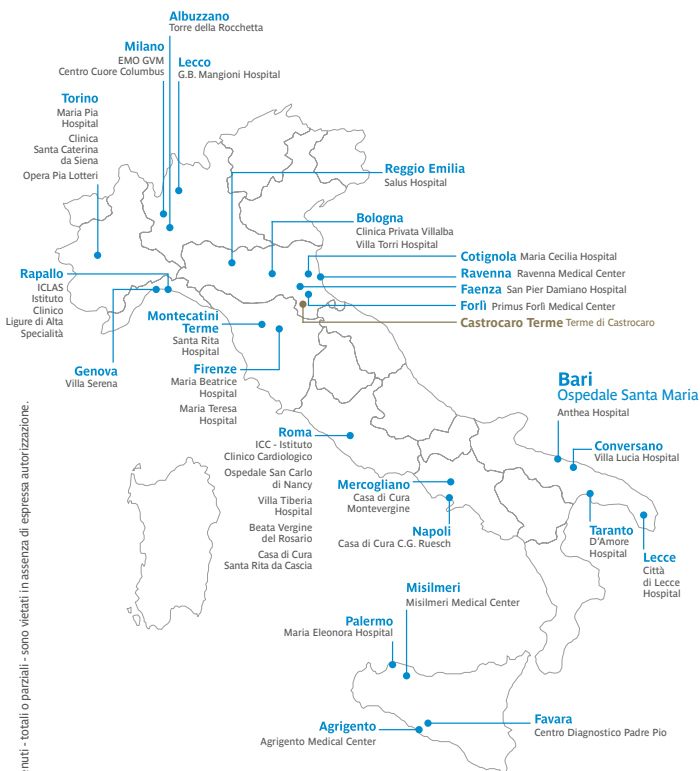 Albuzzano
Torre della Rocchetta
Milano
EMO GVM
Centro Cuore Columbus
Lecco
G.B. Mangioni Hospital
Torino
Maria Pia
Hospital
Clinica
Santa Caterina
da Siena
Opera Pia Lotteri
Reggio Emilia
Salus Hospital
Bologna
Clinica Privata Villalba
Villa Torri Hospital
Cotignola Maria Cecilia Hospital
Ravenna Ravenna Medical Center
Faenza San Pier Damiano Hospital
Forlì Primus Forlì Medical Center
Castrocaro Terme Terme di Castrocaro
Rapallo
ICLAS
Istituto
Clinico
Ligure di Alta
Specialità
Genova
Villa Serena
Montecatini
Terme
Santa Rita
Hospital
Firenze
Maria Beatrice
Hospital
Maria Teresa
Hospital
Bari
Ospedale Santa Maria
Anthea Hospital
Conversano
Villa Lucia Hospital
Roma
ICC - Istituto
Clinico Cardiologico
Ospedale San Carlo
di Nancy
Villa Tiberia
Hospital
Beata Vergine
del Rosario
Casa di Cura
Santa Rita da Cascia
Mercogliano
Casa di Cura
Montevergine
Napoli
Casa di Cura C.G. Ruesch
Taranto
D'Amore
Hospital
Lecce
Città
di Lecce
Hospital
Misilmeri
Misilmeri Medical Center
Palermo
Maria Eleonora Hospital
Agrigento
Agrigento Medical Center
Favara
Centro Diagnostico Padre Pio
nuti - totali o parziali - sono vietati in assenza di espressa autorizzazione.